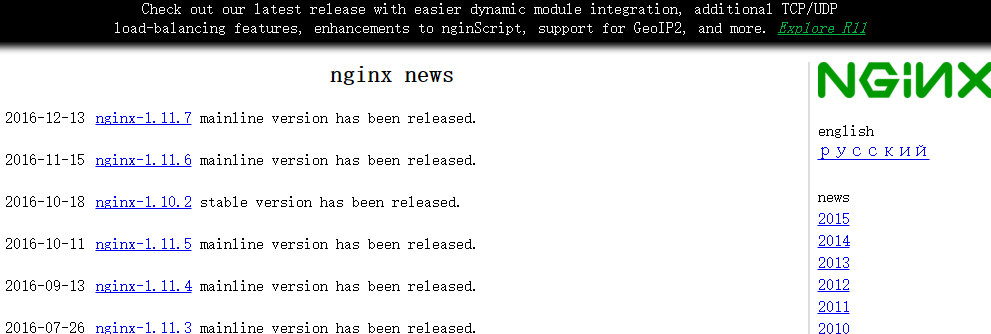 Check out our latest release with easier dynamic module integration, additional TCP/UDP
load-balancing features, enhancements to nginScript, support for GeoIP2, and more. Explore R11
nginx news
2016-12-13 nginx-1.11.7 mainline version has been released.
2016-11-15 nginx-1.11.6 mainline version has been released.
2016-10-18 nginx-1.10.2 stable version has been released.
2016-10-11 nginx-1.11.5 mainline version has been released.
2016-09-13 nginx-1.11.4 mainline version has been released.
2016-07-26 nginx-1.11.3 mainline version has been released.
NGiNX
english
русский
news
2015
2014
2013
2012
2011
2010